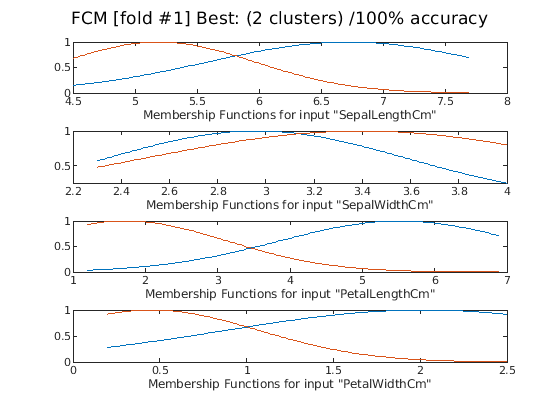 FCM [fold #1] Best: (2 clusters) /100% accuracy
1
0.5
0
4.5 5 5.5 6 6.5 7 7.5 8
Membership Functions for input "SepalLengthCm"
1
0.5
2.2 2.4 2.6 2.8 3 3.2 3.4 3.6 3.8 4
Membership Functions for input "SepalWidthCm"
1
0.5
0
1 2 3 4 5 6 7
Membership Functions for input "PetalLengthCm"
1
0.5
0
0 0.5 1 1.5 2 2.5
Membership Functions for input "PetalWidthCm"